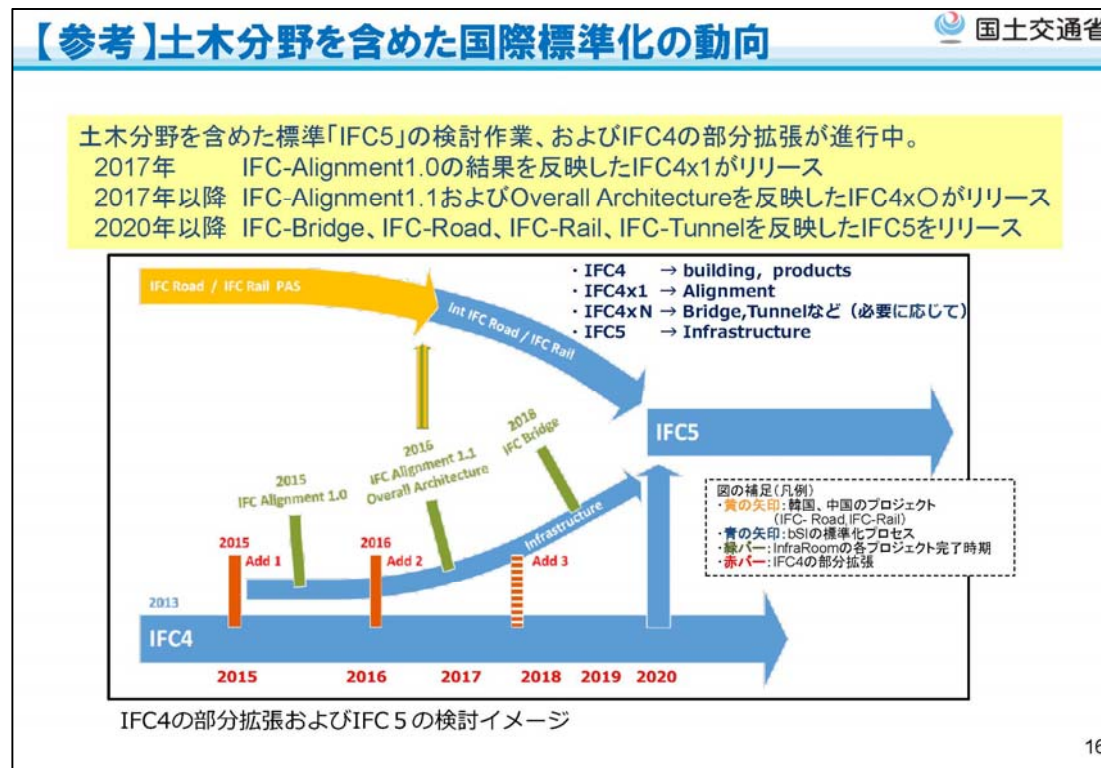 【参考】土木分野を含めた国際標準化の動向
国土交通省
土木分野を含めた標準「IFC5」の検討作業、およびIFC4の部分拡張が進行中。
2017年 IFC-Alignment1.0の結果を反映したIFC4x1がリリース
2017年以降 IFC-Alignment1.1およびOverall Architectureを反映したIFC4x〇がリリース
2020年以降 IFC-Bridge、IFC-Road、IFC-Rail、IFC-Tunnelを反映したIFC5をリリース
IFC Road / IFC Rail PAS
Int IFC Road / IFC Rail
・IFC4 → building, products
・IFC4x1 → Alignment
・IFC4xN → Bridge,Tunnelなど（必要に応じて）
・IFC5 → Infrastructure
2015
IFC Alignment 1.0
2016
IFC Alignment 1.1
Overall Architecture
2018
IFC Bridge
IFC5
Infrastructure
図の補足（凡例）
・黄の矢印：韓国、中国のプロジェクト
（IFC- Road,IFC-Rail）
・青の矢印：bSIの標準化プロセス
・緑バー：InfraRoomの各プロジェクト完了時期
・赤バー：IFC4の部分拡張
2015
Add 1
2016
Add 2
Add 3
2013
IFC4
2015 2016 2017 2018 2019 2020
IFC4の部分拡張およびIFC５の検討イメージ
16